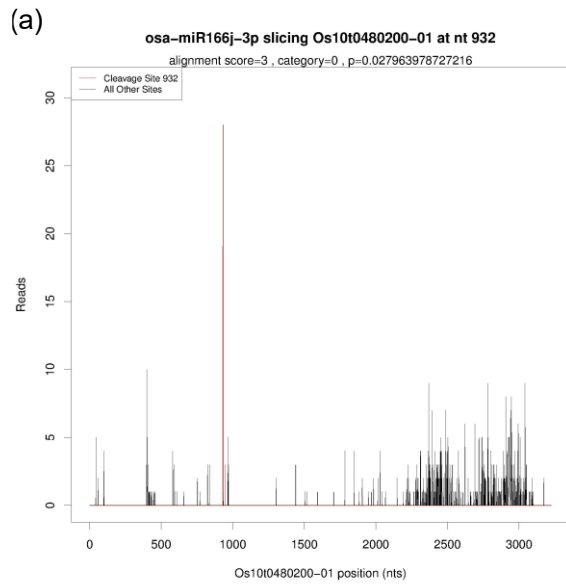 (a)
osa-miR166j-3p slicing Os10t0480200-01 at nt 932
alignment score=3 , category=0 , p=0.027963978727216
Cleavage Site 932
All Other Sites
30
25
20
15
10
5
0
Reads
0 500 1000 1500 2000 2500 3000
Os10t0480200-01 position (nts)